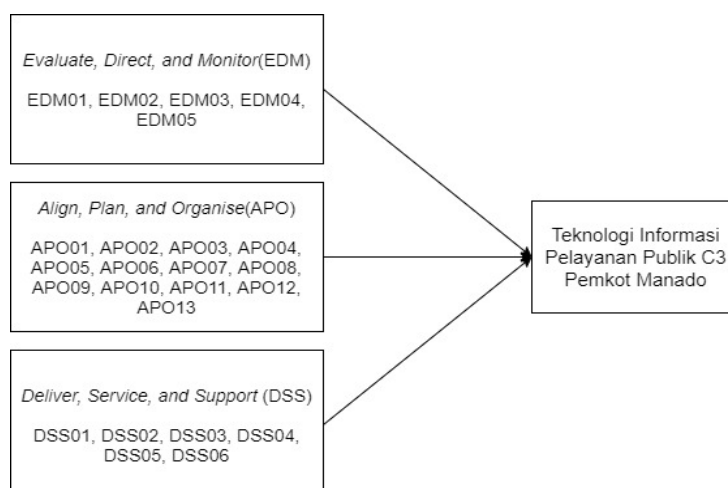 Evaluate, Direct, and Monitor(EDM)
EDM01, EDM02, EDM03, EDM04,
EDM05
Align, Plan, and Organise(APO)
APO01, APO02, APO03, APO04,
APO05, APO06, APO07, APO08,
APO09, APO10, APO11, APO12,
APO13
Deliver, Service, and Support (DSS)
DSS01, DSS02, DSS03, DSS04,
DSS05, DSS06
Teknologi Informasi
Pelayanan Publik C3
Pemkot Manado